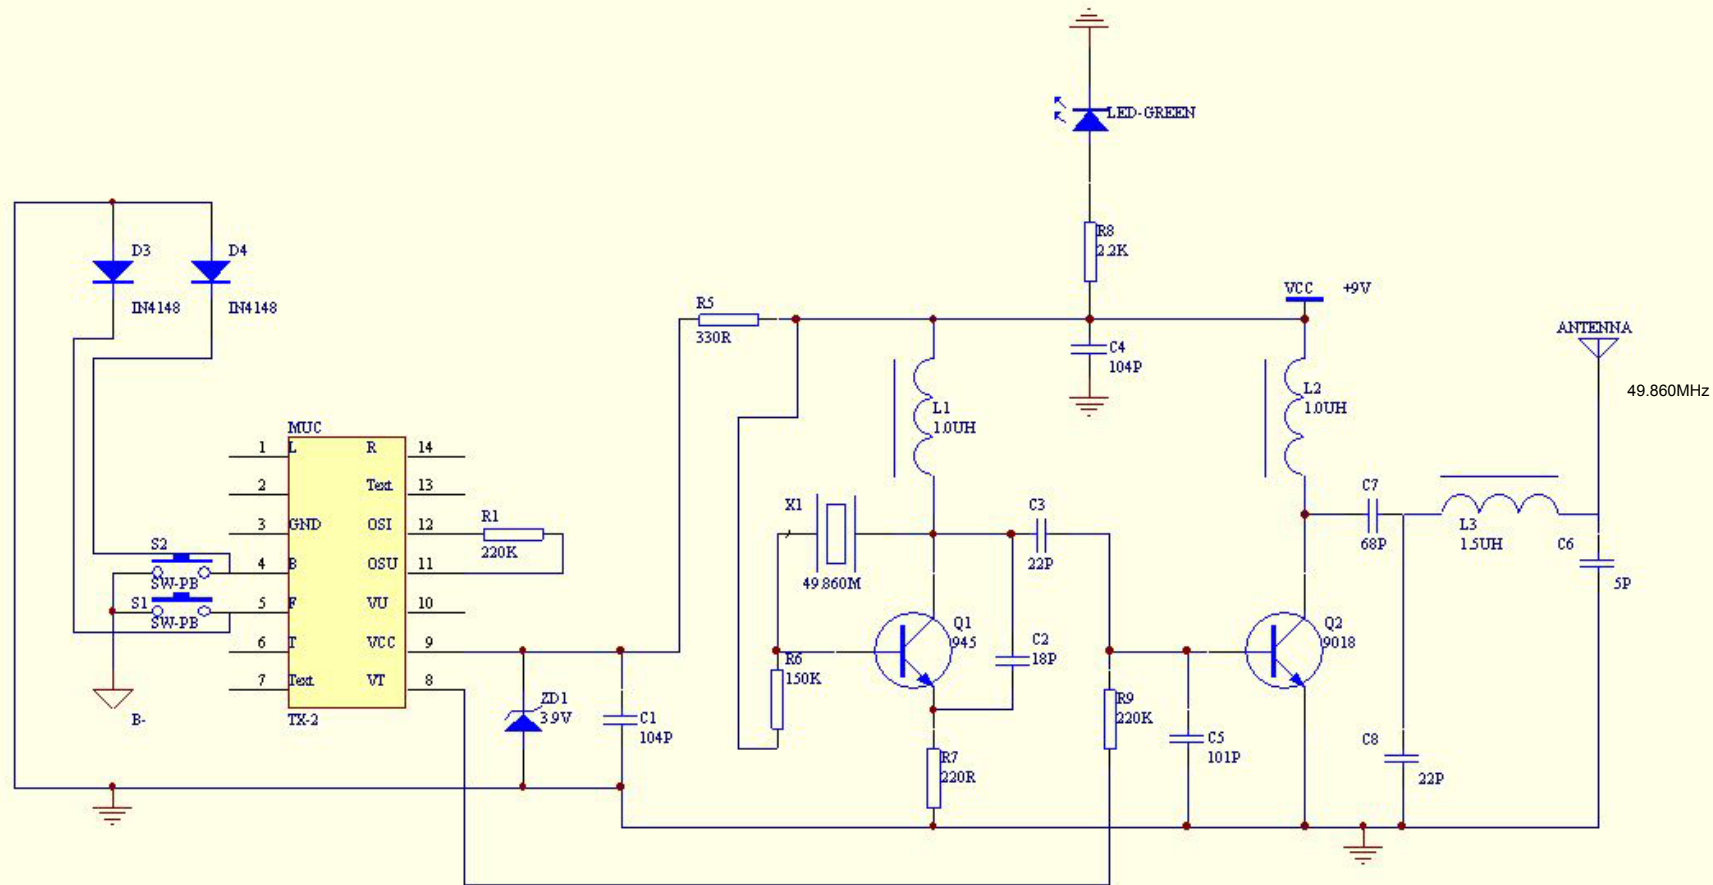 LED-GREEN
R8
2.2K
D3
D4
IN4148
IN4148
VCC +9V
R5
330R
C4
104P
ANTENNA
49.860MHz
L2
1.0UH
L1
1.0UH
MUC
1 L R 14
2 Text 13
3 GND OSI 12
4 B OSU 11
5 F VU 10
6 T VCC 9
7 Text VT 8
TX-2
R1
220K
S2
SW-PB
S1
SW-PB
B-
X1
49.860M
C3
22P
C7
68P
L3
1.5UH
C6
5P
Q1
945
C2
18P
Q2
9018
R6
150K
ZD1
3.9V
C1
104P
R9
220K
R7
220R
C5
101P
C8
22P